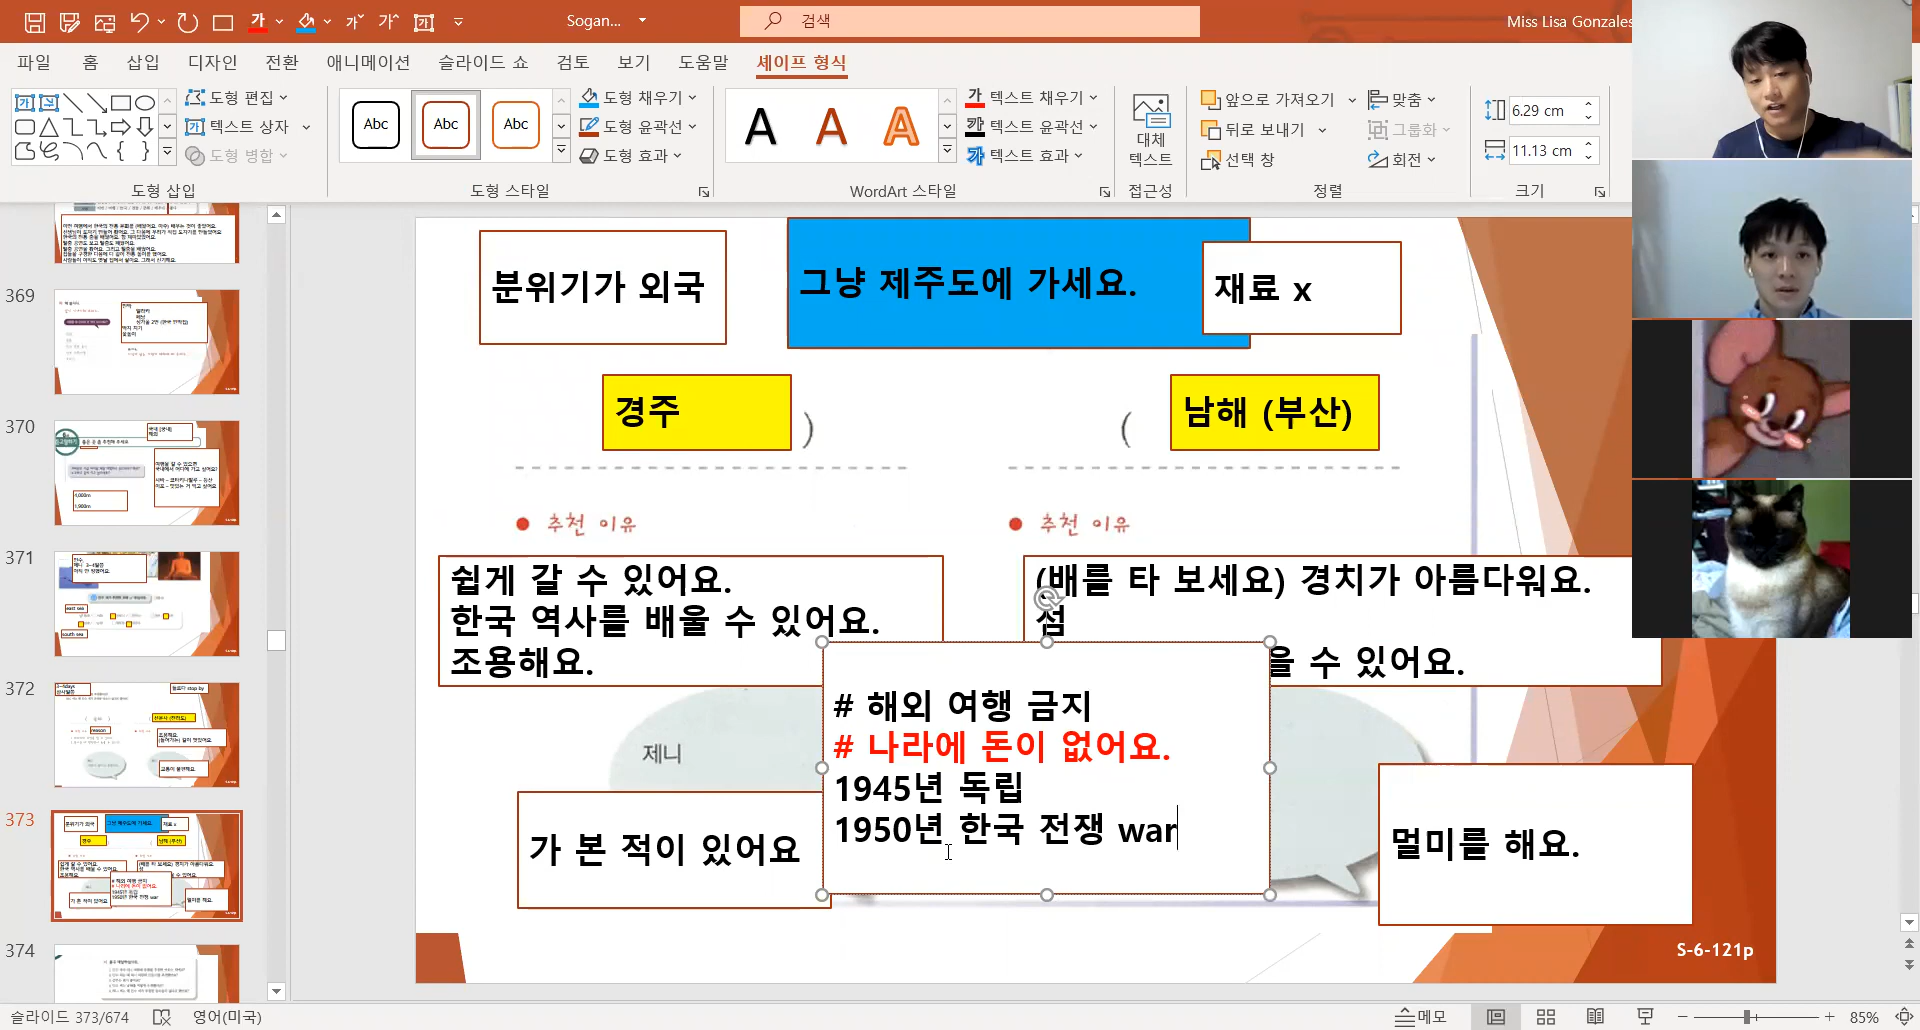 Sogan...
검색
Miss Lisa Gonzales
파일 홈 삽입 디자인 전환 애니메이션 슬라이드 쇼 검토 보기 도움말 셰이프 형식
도형 편집
텍스트 상자
도형 병합
도형 삽입
Abc Abc Abc
도형 채우기
도형 윤곽선
도형 효과
도형 스타일
A A A
텍스트 채우기
텍스트 윤곽선
텍스트 효과
WordArt 스타일
대체
텍스트
접근성
앞으로 가져오기
뒤로 보내기
선택 창
맞춤
그룹화
회전
정렬
6.29 cm
11.13 cm
크기
369
370
371
372
373
374
분위기가 외국
그냥 제주도에 가세요.
재료 x
경주 )
( 남해 (부산)
추천 이유
추천 이유
쉽게 갈 수 있어요.
한국 역사를 배울 수 있어요.
조용해요.
(배를 타 보세요) 경치가 아름다워요.
섬
을 수 있어요.
제니
# 해외 여행 금지
# 나라에 돈이 없어요.
1945년 독립
1950년 한국 전쟁 war
가 본 적이 있어요
멀미를 해요.
S-6-121p
슬라이드 373/674
영어(미국)
메모
85%